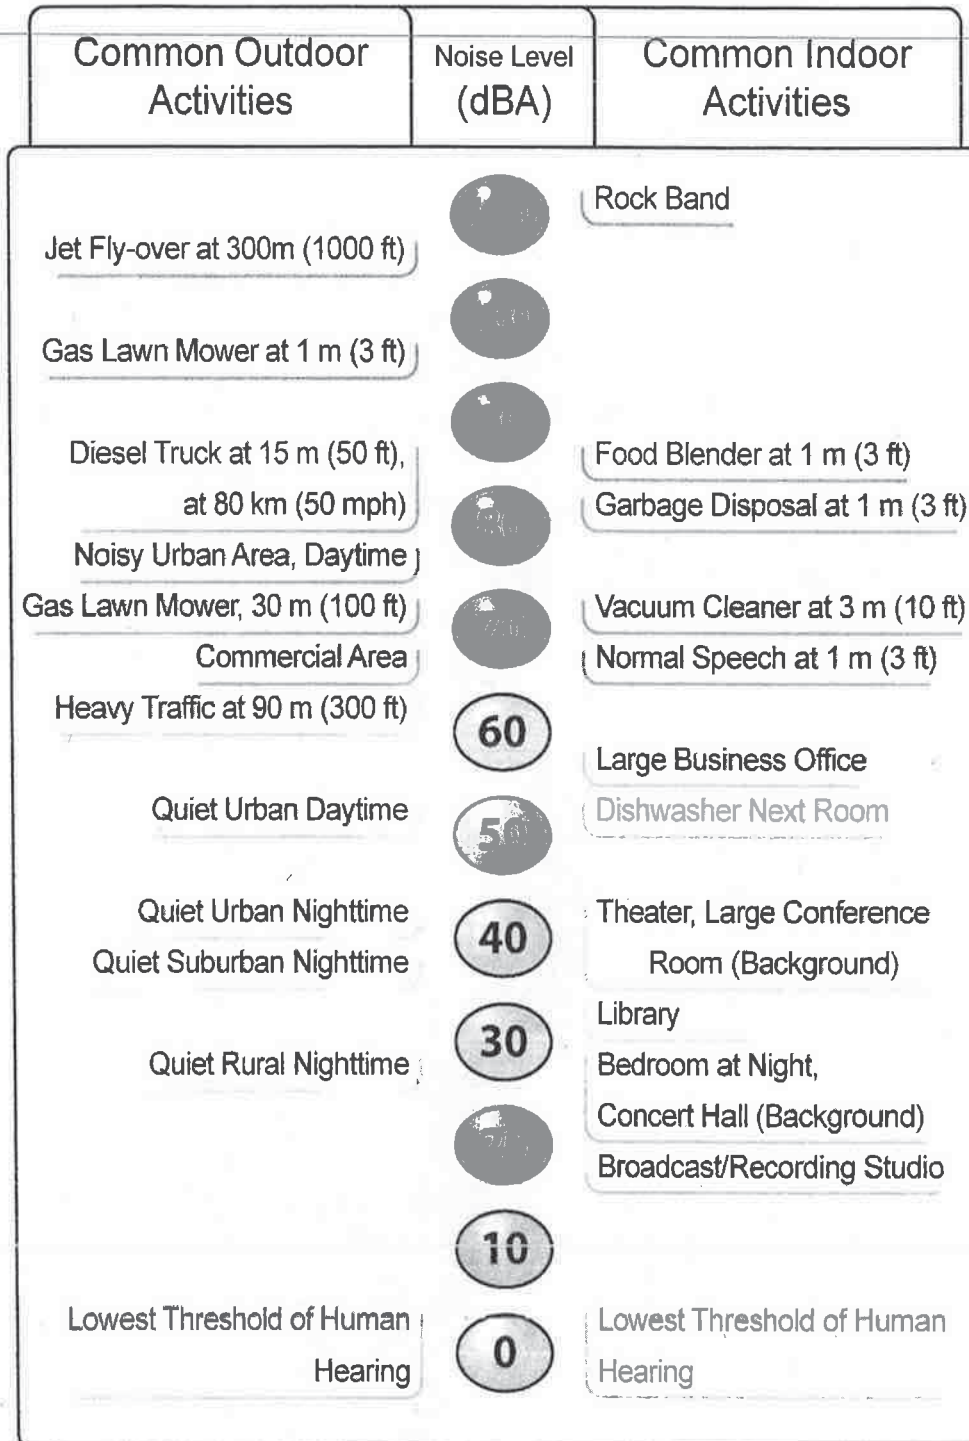 Common Outdoor
Activities
Noise Level
(dBA)
Common Indoor
Activities
Rock Band
Jet Fly-over at 300m (1000 ft)
Gas Lawn Mower at 1 m (3 ft)
Diesel Truck at 15 m (50 ft),
at 80 km (50 mph)
Food Blender at 1 m (3 ft)
Garbage Disposal at 1 m (3 ft)
Noisy Urban Area, Daytime
Gas Lawn Mower, 30 m (100 ft)
Vacuum Cleaner at 3 m (10 ft)
Commercial Area
Normal Speech at 1 m (3 ft)
Heavy Traffic at 90 m (300 ft)
60
Large Business Office
Quiet Urban Daytime
50
Dishwasher Next Room
Quiet Urban Nighttime
Quiet Suburban Nighttime
40
Theater, Large Conference
Room (Background)
30
Library
Quiet Rural Nighttime
Bedroom at Night,
Concert Hall (Background)
Broadcast/Recording Studio
10
Lowest Threshold of Human
Hearing
0
Lowest Threshold of Human
Hearing